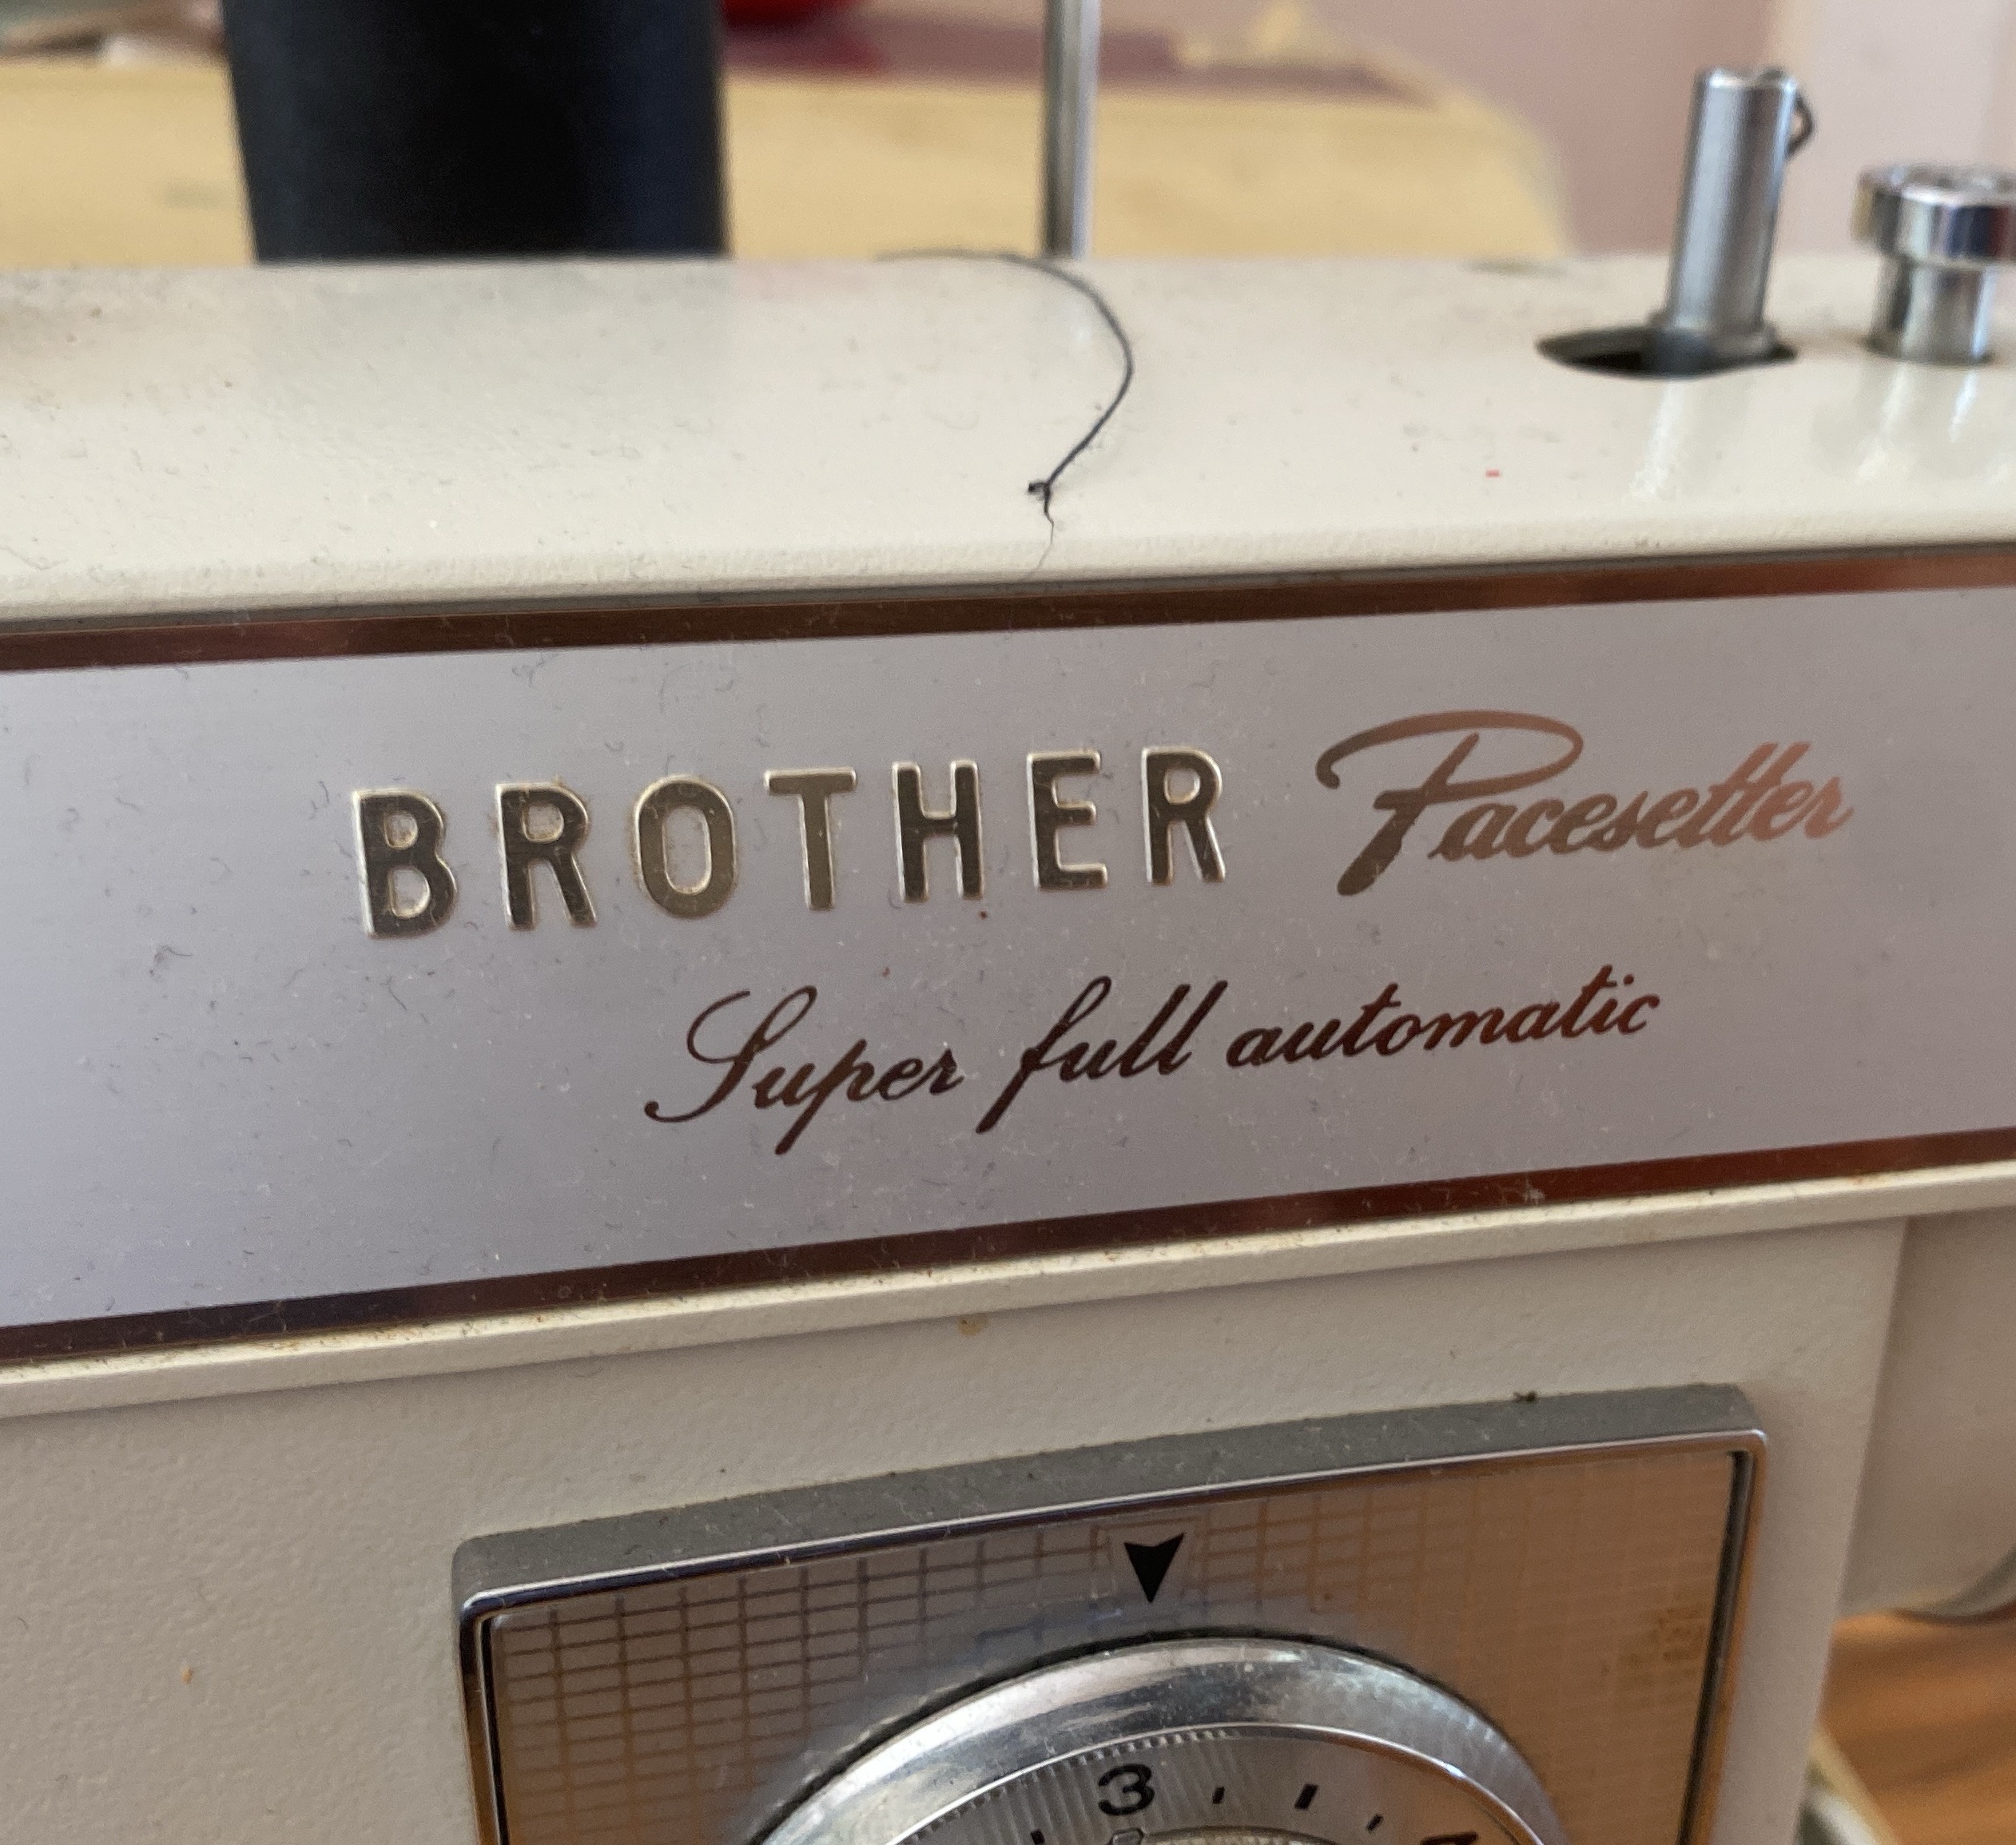 BROTHER Pacesetter
Super full automatic
3